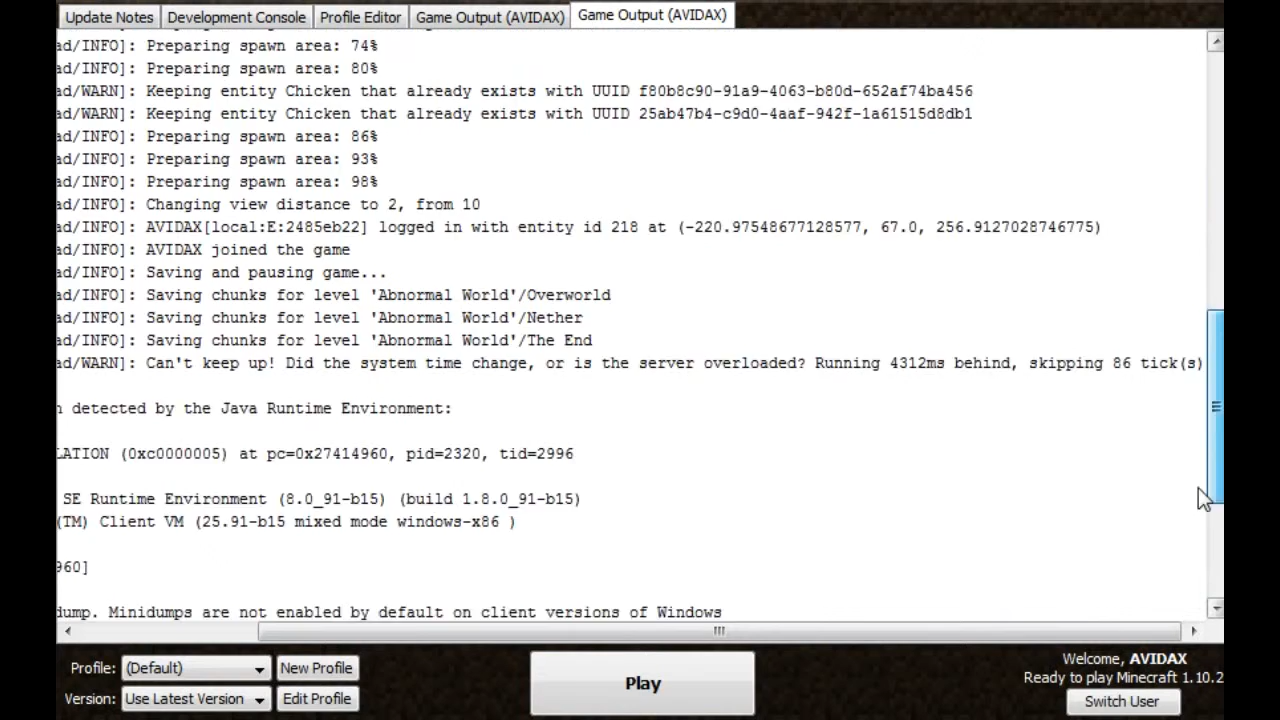 Update Notes Development Console Profile Editor Game Output (AVIDAX) Game Output (AVIDAX)
ad/INFO]: Preparing spawn area: 74%
ad/INFO]: Preparing spawn area: 80%
ad/WARN]: Keeping entity Chicken that already exists with UUID f80b8c90-91a9-4063-b80d-652af74ba456
ad/WARN]: Keeping entity Chicken that already exists with UUID 25ab47b4-c9d0-4aaf-942f-1a61515d8db1
ad/INFO]: Preparing spawn area: 86%
ad/INFO]: Preparing spawn area: 93%
ad/INFO]: Preparing spawn area: 98%
ad/INFO]: Changing view distance to 2, from 10
ad/INFO]: AVIDAX[local:E:2485eb22] logged in with entity id 218 at (-220.97548677128577, 67.0, 256.9127028746775)
ad/INFO]: AVIDAX joined the game
ad/INFO]: Saving and pausing game...
ad/INFO]: Saving chunks for level 'Abnormal World'/Overworld
ad/INFO]: Saving chunks for level 'Abnormal World'/Nether
ad/INFO]: Saving chunks for level 'Abnormal World'/The End
ad/WARN]: Can't keep up! Did the system time change, or is the server overloaded? Running 4312ms behind, skipping 86 tick(s)
n detected by the Java Runtime Environment:
LATION (0xc0000005) at pc=0x27414960, pid=2320, tid=2996
SE Runtime Environment (8.0_91-b15) (build 1.8.0_91-b15)
(TM) Client VM (25.91-b15 mixed mode windows-x86 )
960]
dump. Minidumps are not enabled by default on client versions of Windows
Profile: (Default) New Profile
Version: Use Latest Version Edit Profile
Play
Welcome, AVIDAX
Ready to play Minecraft 1.10.2
Switch User